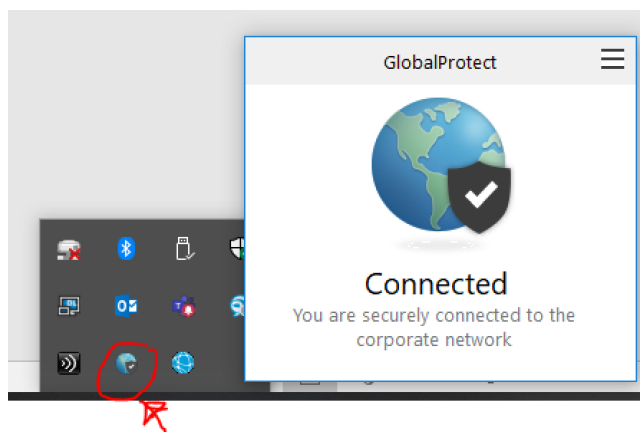 GlobalProtect
Connected
You are securely connected to the
corporate network